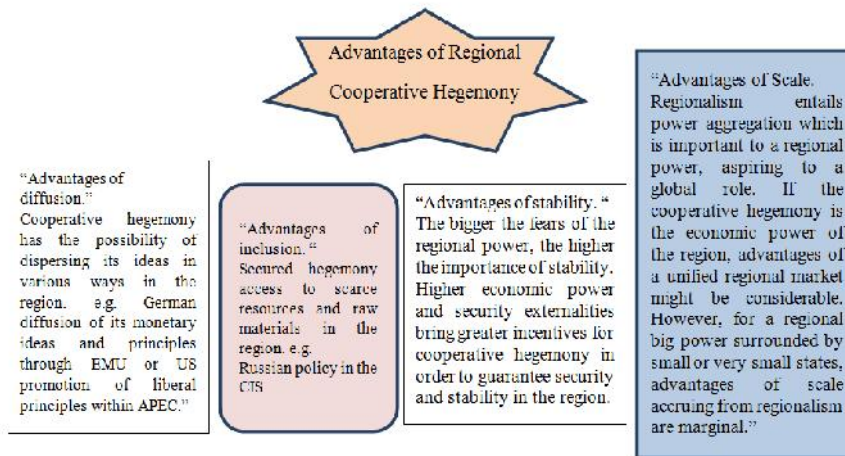 Advantages of Regional
Cooperative Hegemony
“Advantages of
diffusion.”
Cooperative hegemony
has the possibility of
dispersing its ideas in
various ways in the
region. e.g. German
diffusion of its monetary
ideas and principles
through EMU or US
promotion of liberal
principles within APEC.”
“Advantages of
inclusion. “
Secured hegemony
access to scarce
resources and raw
materials in the
region. e.g.
Russian policy in the
CIS
“Advantages of stability. “
The bigger the fears of the
regional power, the higher
the importance of stability.
Higher economic power
and security externalities
bring greater incentives for
cooperative hegemony in
order to guarantee security
and stability in the region.
“Advantages of Scale.
Regionalism entails
power aggregation which
is important to a regional
power, aspiring to a
global role. If the
cooperative hegemony is
the economic power of
the region, advantages of
a unified regional market
might be considerable.
However, for a regional
big power surrounded by
small or very small states,
advantages of scale
accruing from regionalism
are marginal.”